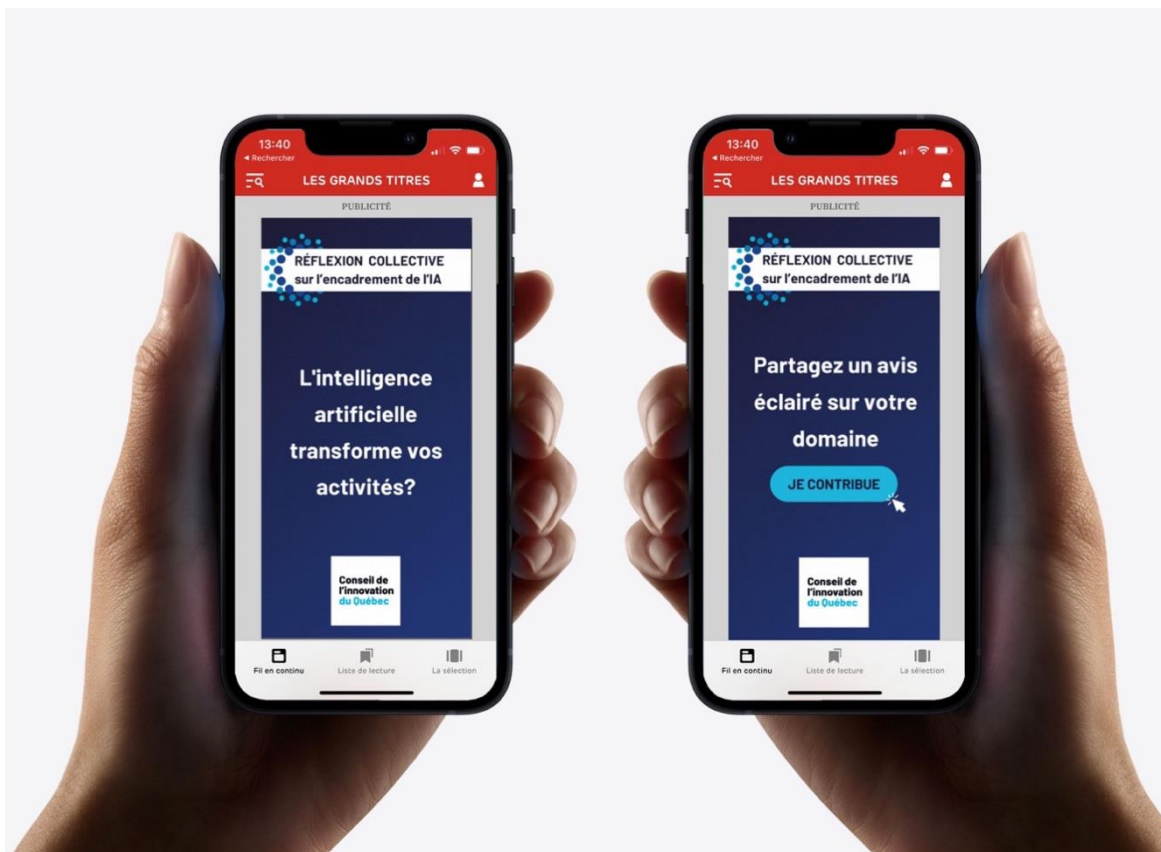 13:40
◀ Rechercher
LES GRANDS TITRES
PUBLICITÉ
RÉFLEXION COLLECTIVE
sur l'encadrement de l'IA
L'intelligence
artificielle
transforme vos
activités?
Conseil de
l'innovation
du Québec
Fil en continu
Liste de lecture
La sélection
13:40
◀ Rechercher
LES GRANDS TITRES
PUBLICITÉ
RÉFLEXION COLLECTIVE
sur l'encadrement de l'IA
Partagez un avis
éclairé sur votre
domaine
JE CONTRIBUE
Conseil de
l'innovation
du Québec
Fil en continu
Liste de lecture
La sélection